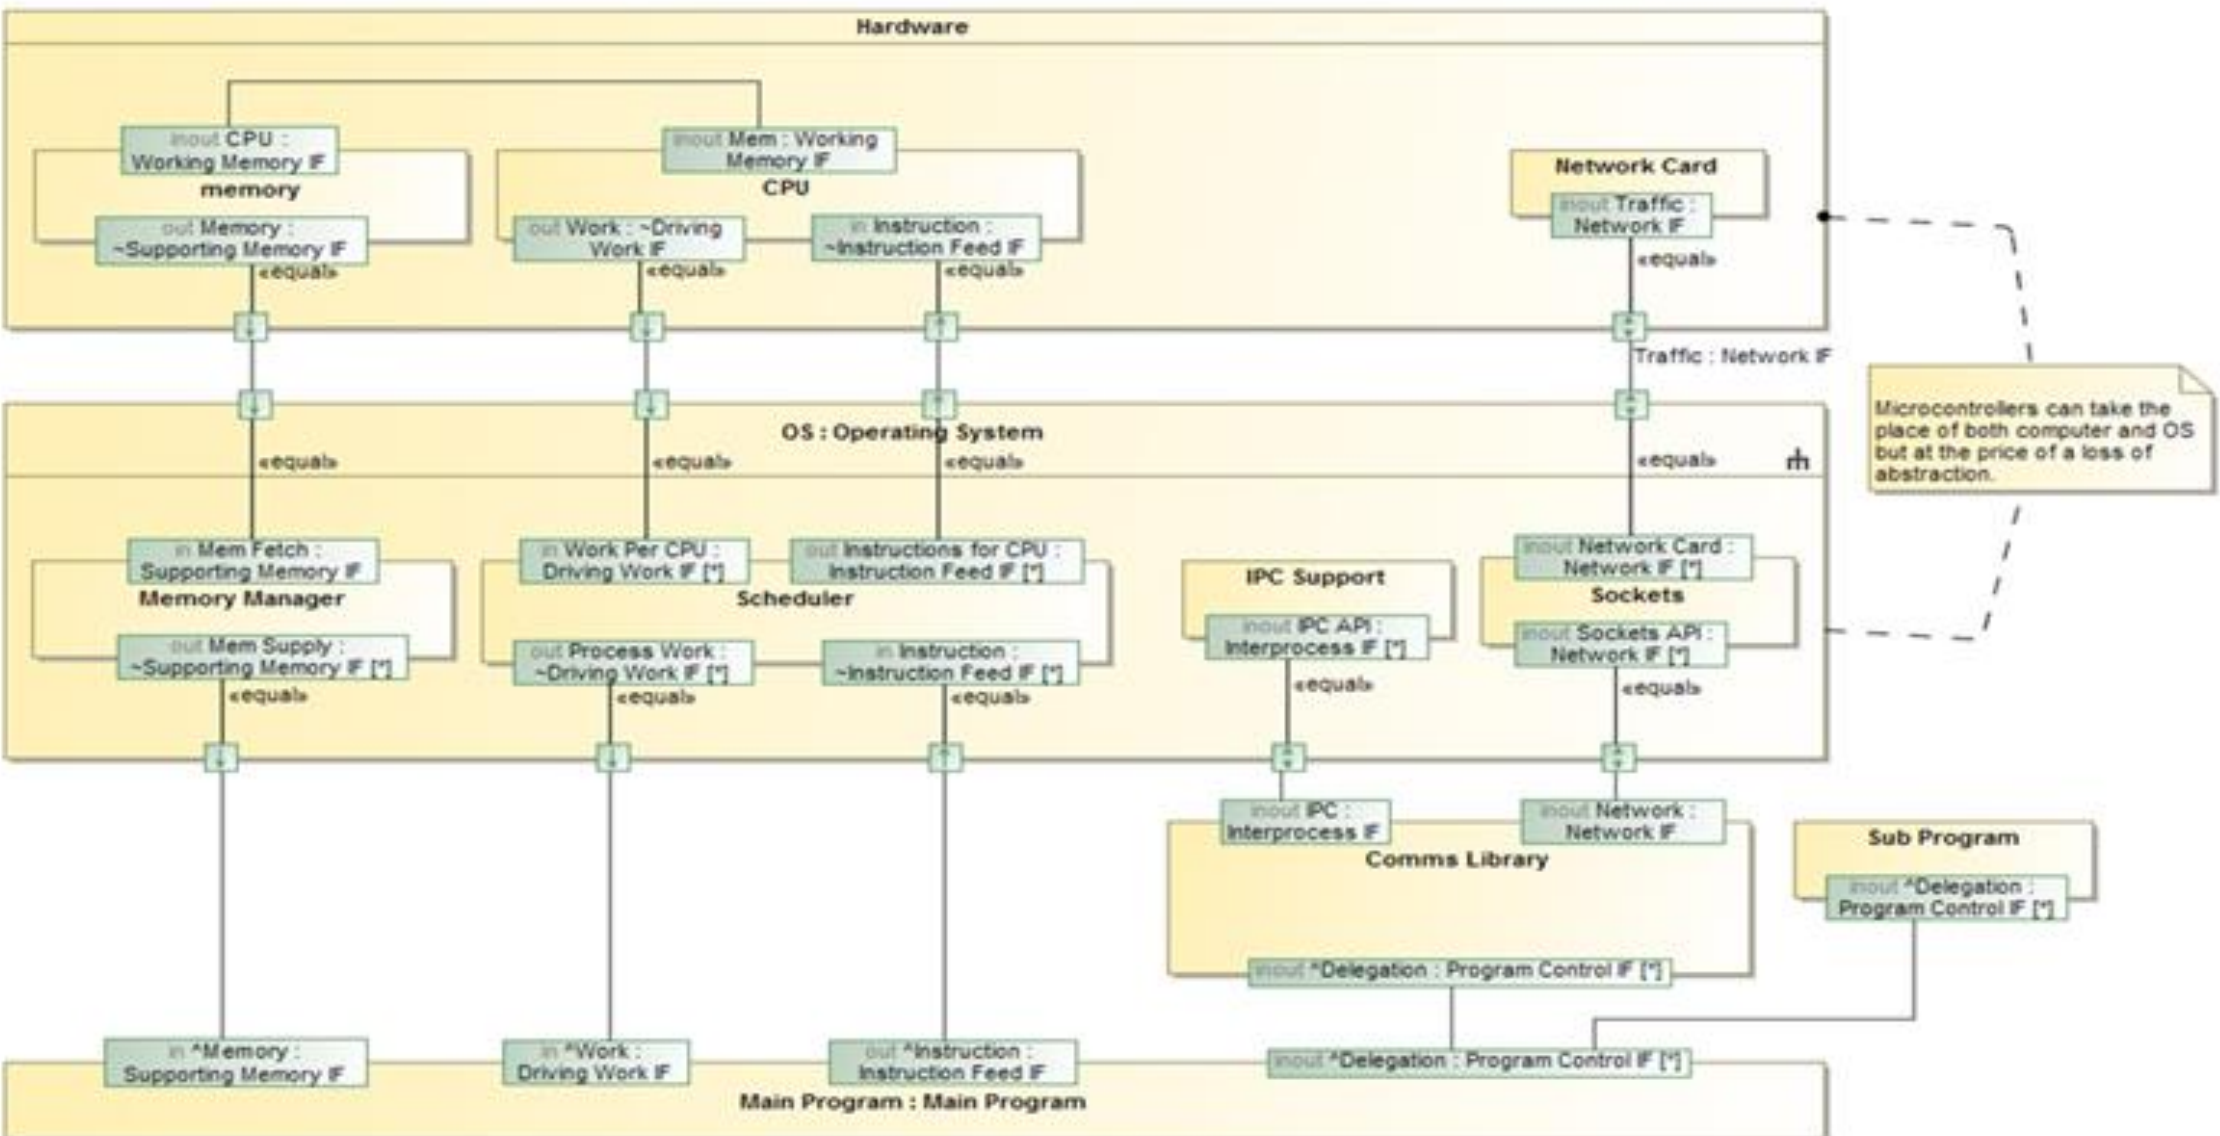 Hardware
inout CPU :
Working Memory IF
memory
inout Mem : Working
Memory IF
CPU
Network Card
inout Traffic :
Network IF
out Memory :
~Supporting Memory IF
out Work : ~Driving
Work IF
in Instruction :
~Instruction Feed IF
«equal»
«equal»
«equal»
«equal»
Traffic : Network IF
Microcontrollers can take the
place of both computer and OS
but at the price of a loss of
abstraction.
OS : Operating System
«equal»
«equal»
«equal»
«equal»
in Mem Fetch :
Supporting Memory IF
Memory Manager
in Work Per CPU :
Driving Work IF [*]
out Instructions for CPU :
Instruction Feed IF [*]
Scheduler
IPC Support
inout Network Card :
Network IF [*]
Sockets
out Mem Supply :
~Supporting Memory IF [*]
out Process Work :
~Driving Work IF [*]
in Instruction :
~Instruction Feed IF [*]
inout IPC API :
Interprocess IF [*]
inout Sockets API :
Network IF [*]
«equal»
«equal»
«equal»
«equal»
«equal»
inout IPC :
Interprocess IF
inout Network :
Network IF
Comms Library
Sub Program
inout ^Delegation :
Program Control IF [*]
inout ^Delegation : Program Control IF [*]
in ^Memory :
Supporting Memory IF
in ^Work :
Driving Work IF
out ^Instruction :
Instruction Feed IF
inout ^Delegation : Program Control IF [*]
Main Program : Main Program